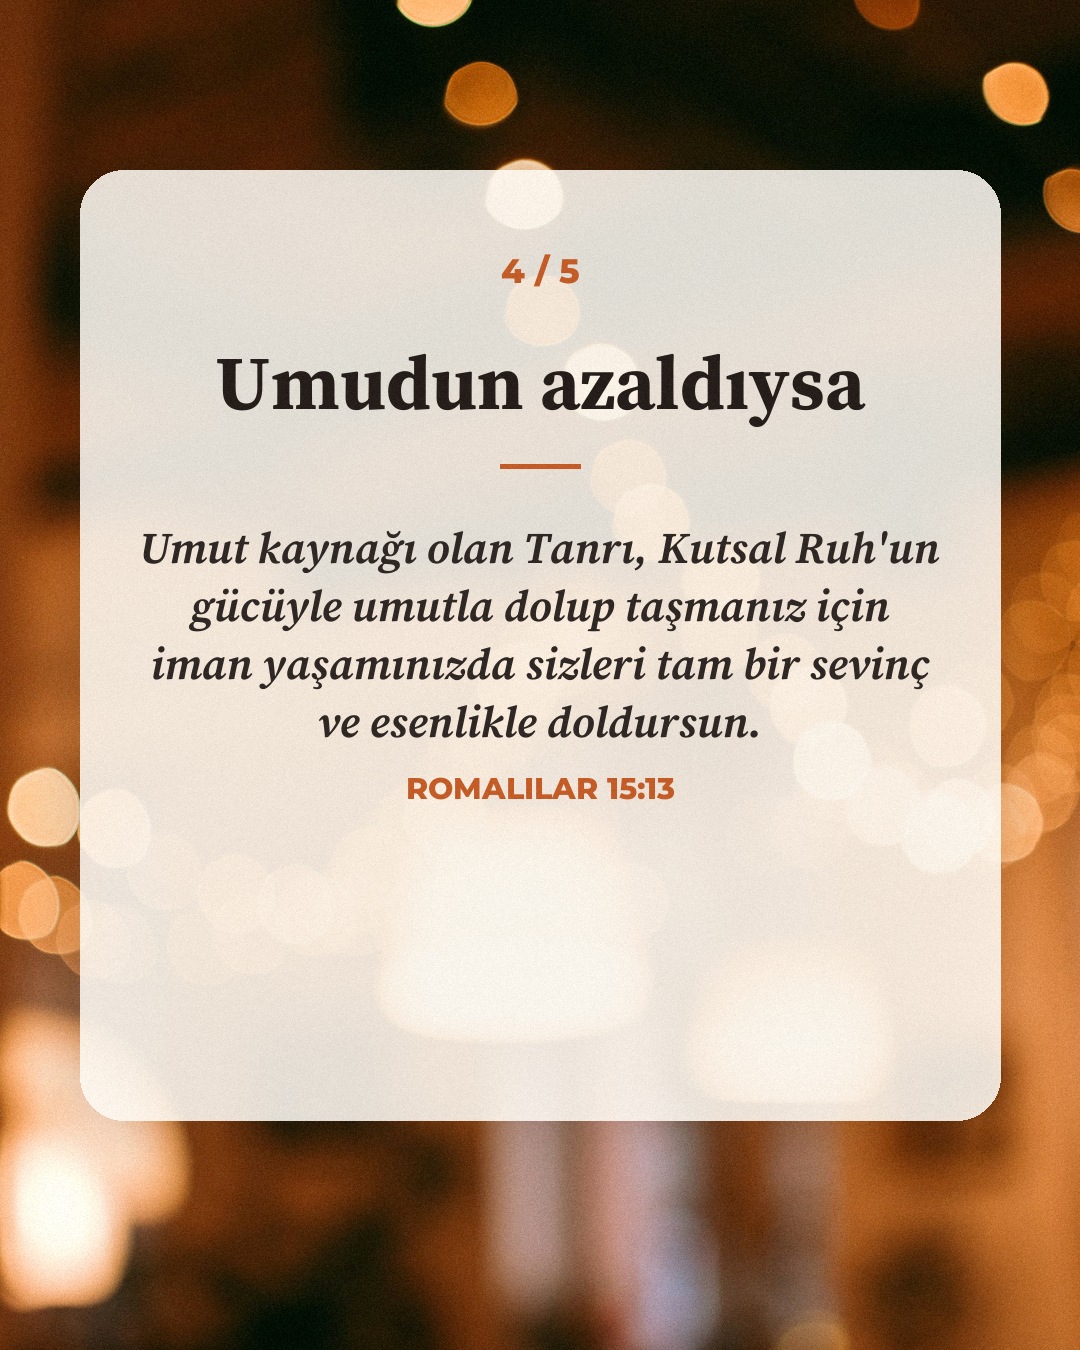 4 / 5
Umudun azaldıysa
Umut kaynağı olan Tanrı, Kutsal Ruh'un
gücüyle umutla dolup taşmanız için
iman yaşamınızda sizleri tam bir sevinç
ve esenlikle doldursun.
ROMALILAR 15:13